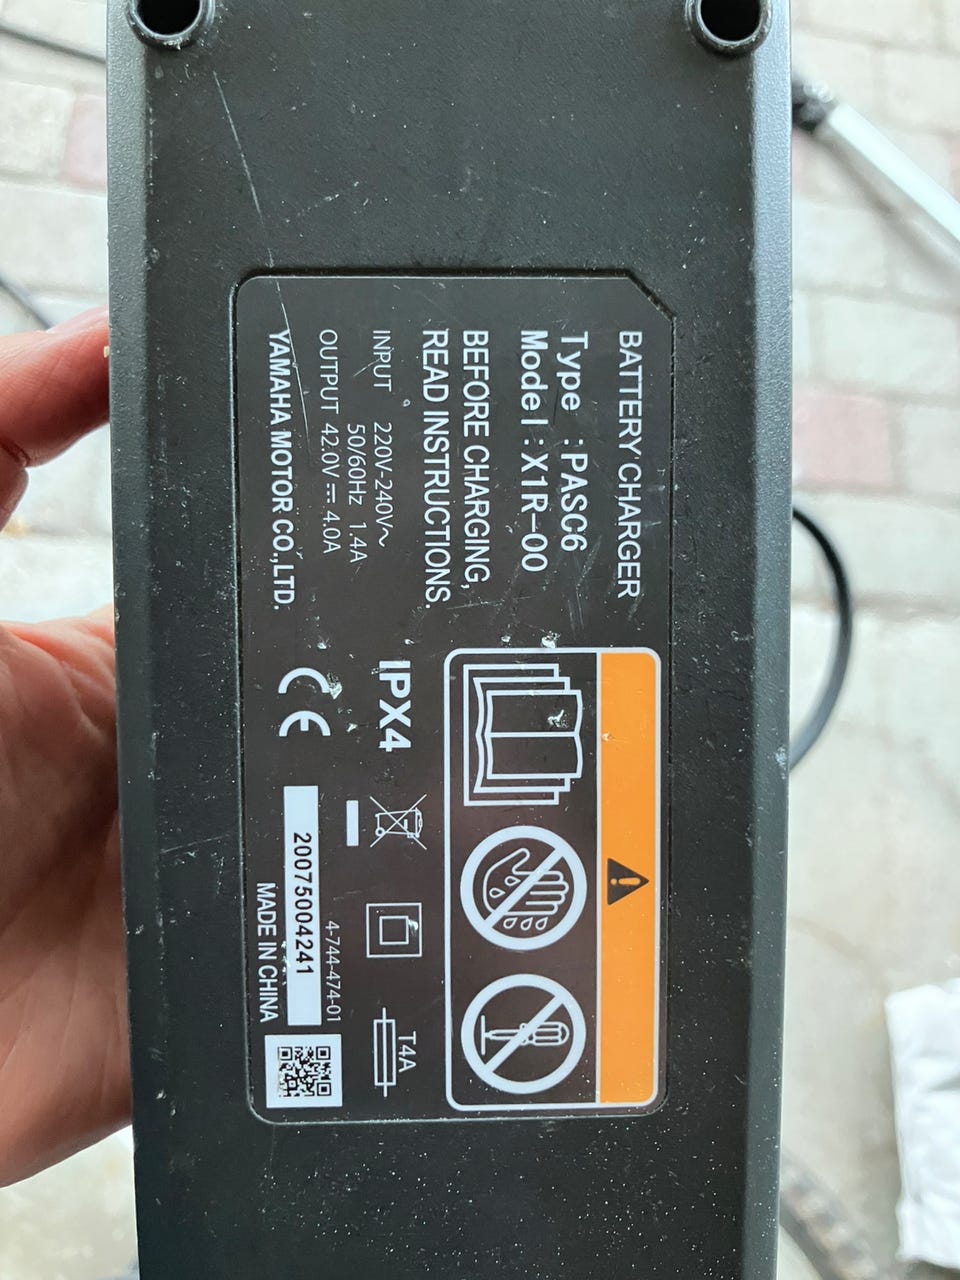 BATTERY CHARGER
Type : PASC6
Model : X1R-00
BEFORE CHARGING,
READ INSTRUCTIONS.
INPUT 220V-240V~
50/60Hz 1.4A
OUTPUT 42.0V⎓ 4.0A
YAMAHA MOTOR CO.,LTD.
IPX4
CE
T4A
4-744-474-01
20075004241
MADE IN CHINA